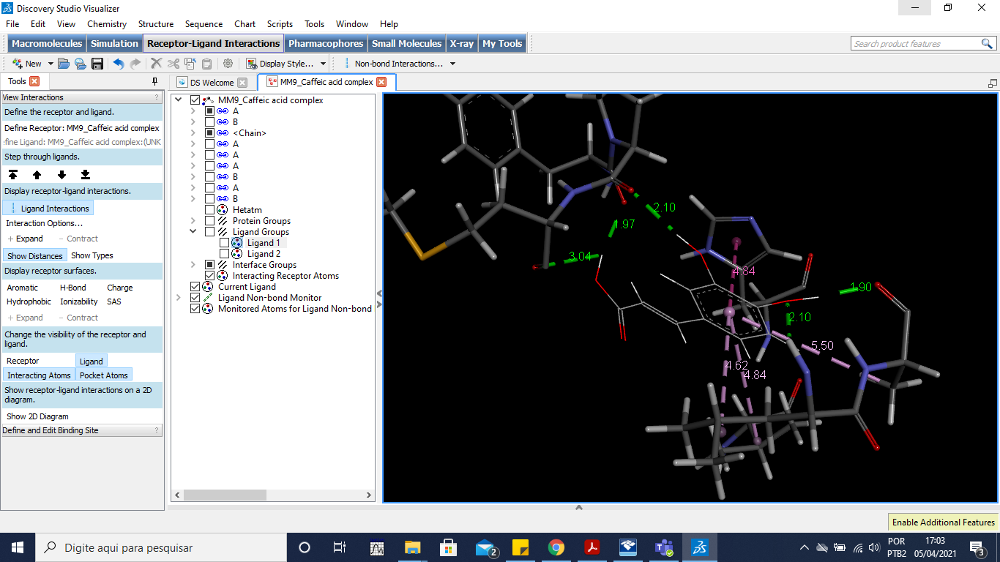 Discovery Studio Visualizer
File Edit View Chemistry Structure Sequence Chart Scripts Tools Window Help
Macromolecules Simulation Receptor-Ligand Interactions Pharmacophores Small Molecules X-ray My Tools
Search product features
New Display Style... Non-bond Interactions...
Tools
DS Welcome
MM9_Caffeic acid complex
View Interactions ?
Define the receptor and ligand.
Define Receptor: MM9_Caffeic acid complex
fine Ligand: MM9_Caffeic acid complex:(UNK
Step through ligands.
Display receptor-ligand interactions.
Ligand Interactions
Interaction Options...
+ Expand - Contract
Show Distances Show Types
Display receptor surfaces.
Aromatic H-Bond Charge
Hydrophobic Ionizability SAS
+ Expand - Contract
Change the visibility of the receptor and
ligand.
Receptor Ligand
Interacting Atoms Pocket Atoms
Show receptor-ligand interactions on a 2D
diagram.
Show 2D Diagram
Define and Edit Binding Site ?
MM9_Caffeic acid complex
A
B
<Chain>
A
A
A
B
A
B
Hetatm
Protein Groups
Ligand Groups
Ligand 1
Ligand 2
Interface Groups
Interacting Receptor Atoms
Current Ligand
Ligand Non-bond Monitor
Monitored Atoms for Ligand Non-bond
2.10
1.97
3.04
4.84
1.90
2.10
5.50
4.62
4.84
Enable Additional Features
Digite aqui para pesquisar
2
POR
PTB2
17:03
05/04/2021
3